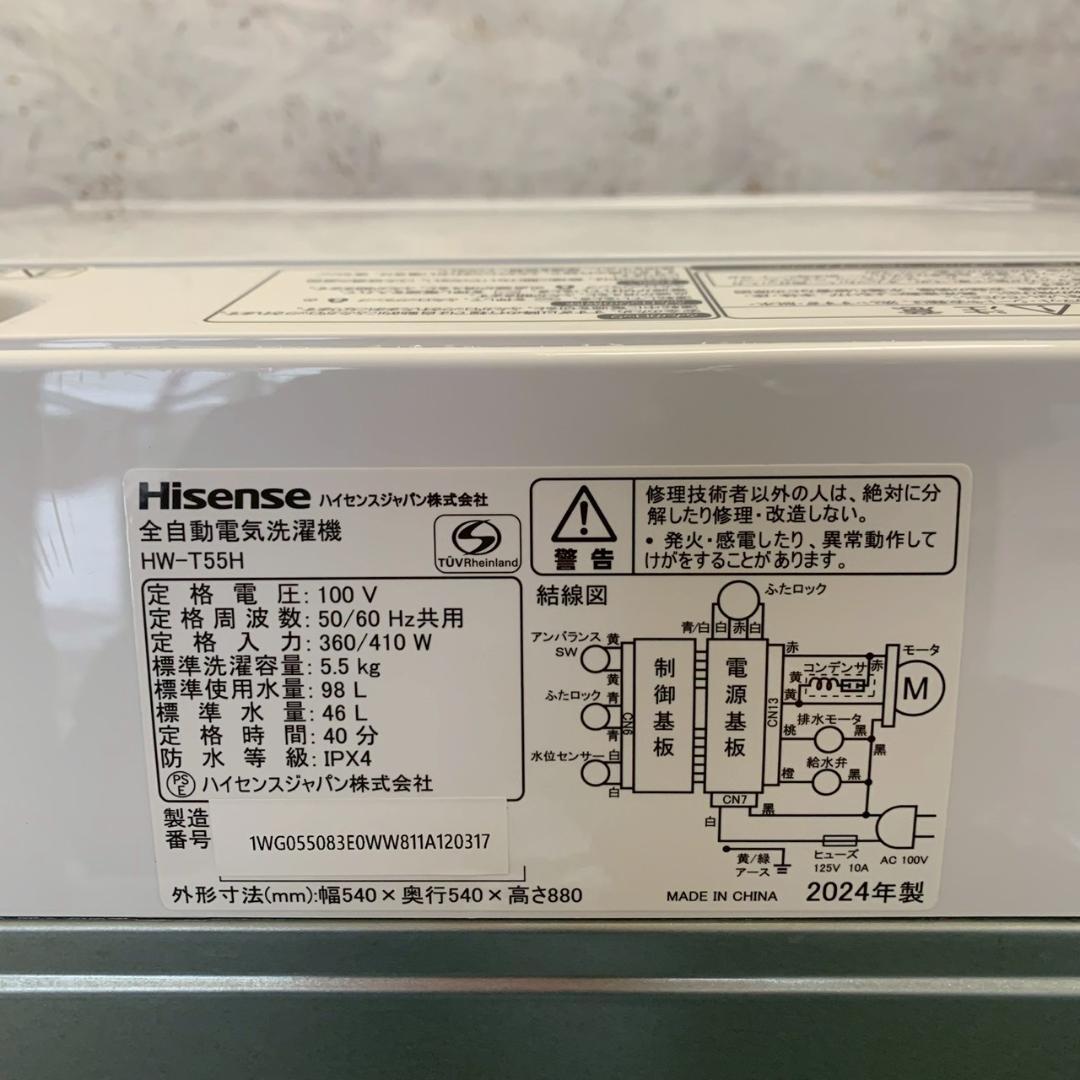 Hisense ハイセンスジャパン株式会社
全自動電気洗濯機
HW-T55H
TÜVRheinland
定格電圧: 100 V
定格周波数: 50/60 Hz共用
定格入力: 360/410 W
標準洗濯容量: 5.5 kg
標準使用水量: 98 L
標準水量: 46 L
定格時間: 40 分
防水等級: IPX4
PSE ハイセンスジャパン株式会社
製造
番号
1WG055083E0WW811A120317
外形寸法(mm):幅540×奥行540×高さ880
警告
修理技術者以外の人は、絶対に分
解したり修理・改造しない。
・発火・感電したり、異常動作して
けがをすることがあります。
結線図
ふたロック
青/白 白 赤 白
アンバランス
SW
黄
黄
ふたロック
青
青
水位センサー
白
白
CN6
制御基板
電源基板
CN13
CN7
赤
コンデンサ
赤
モータ
M
黄
黄
排水モータ
桃
黒
黒
給水弁
橙
黒
白
黒
黄/緑
アース
ヒューズ
125V 10A
AC 100V
MADE IN CHINA
2024年製